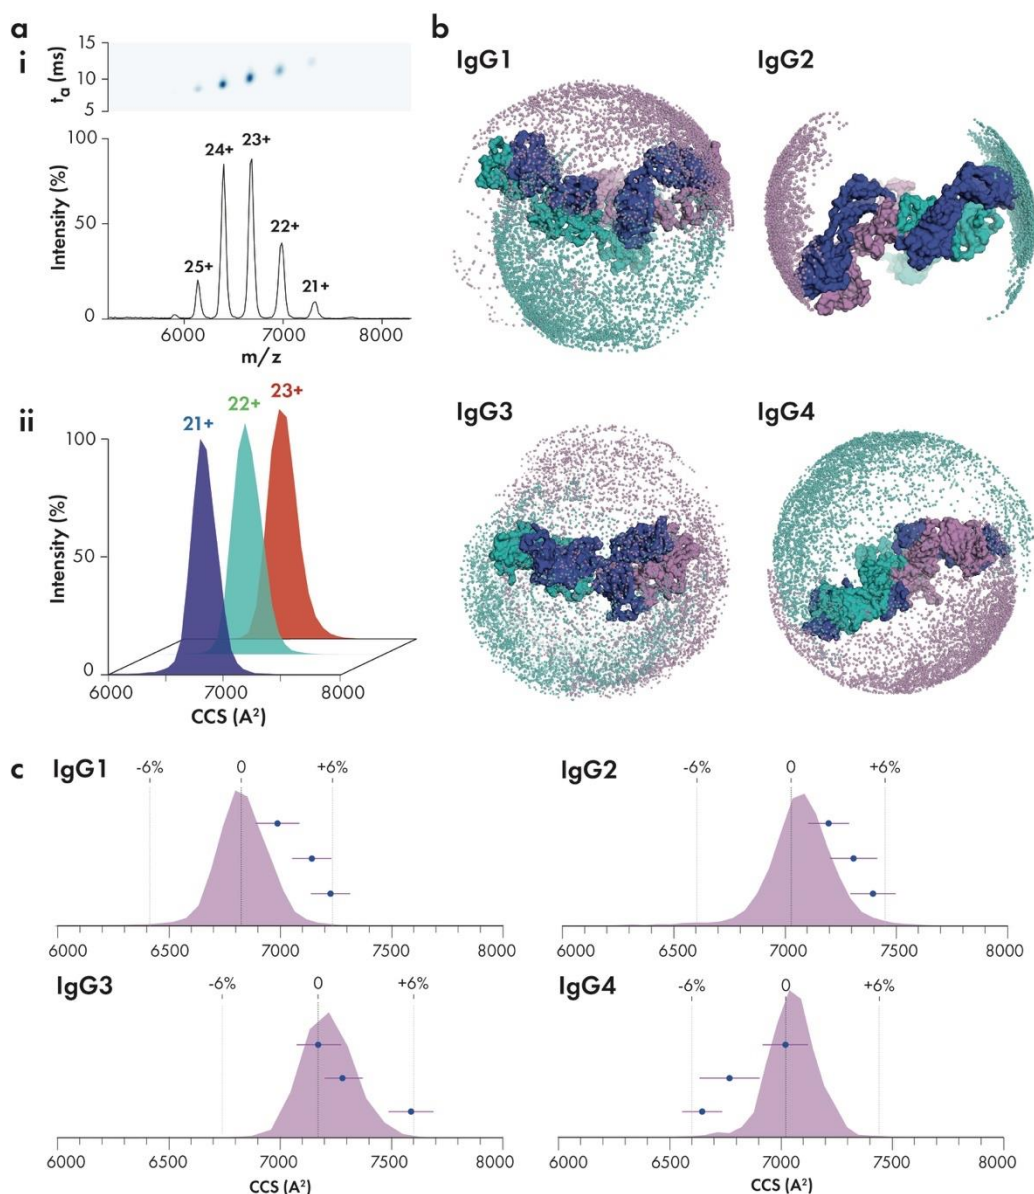 a
i
15
10
5
tₐ (ms)
100
50
0
Intensity (%)
25+
24+
23+
22+
21+
6000 7000 8000
m/z
ii
21+ 22+ 23+
100
50
0
Intensity (%)
6000 7000 8000
CCS (A²)
b
IgG1
IgG2
IgG3
IgG4
c
IgG1
-6% 0 +6%
6000 6500 7000 7500 8000
IgG2
-6% 0 +6%
6000 6500 7000 7500 8000
IgG3
-6% 0 +6%
6000 6500 7000 7500 8000
CCS (A²)
IgG4
-6% 0 +6%
6000 6500 7000 7500 8000
CCS (A²)